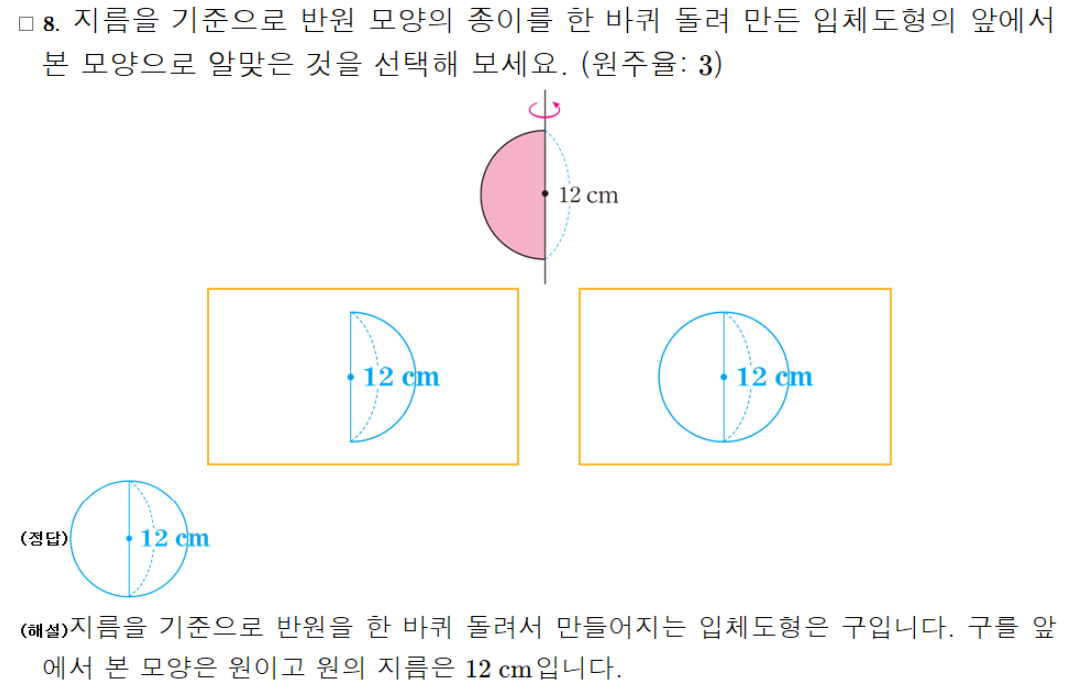 □ 8. 지름을 기준으로 반원 모양의 종이를 한 바퀴 돌려 만든 입체도형의 앞에서
본 모양으로 알맞은 것을 선택해 보세요. (원주율: 3)
12 cm
12 cm
12 cm
(정답)
12 cm
(해설)지름을 기준으로 반원을 한 바퀴 돌려서 만들어지는 입체도형은 구입니다. 구를 앞
에서 본 모양은 원이고 원의 지름은 12 cm입니다.